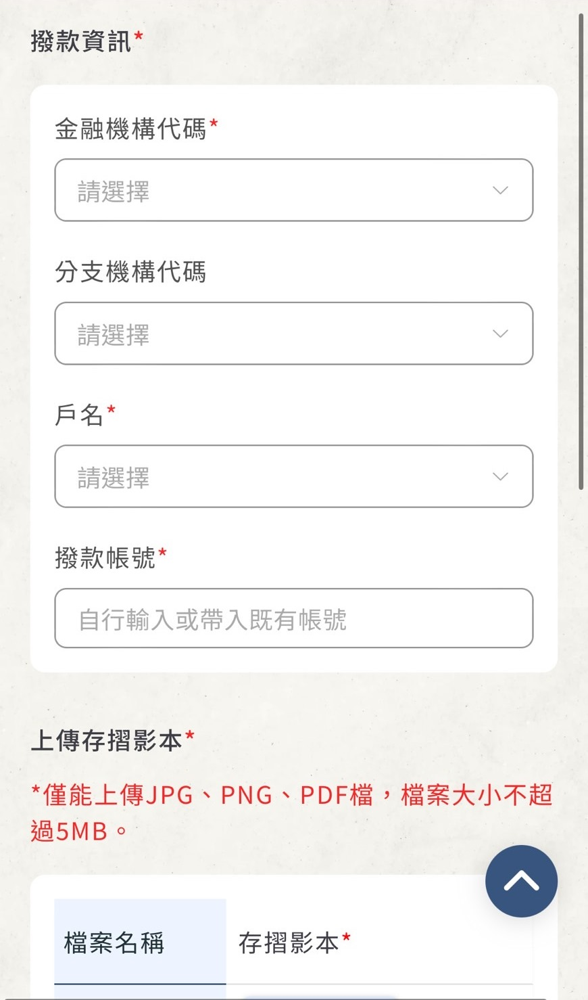 撥款資訊*
金融機構代碼*
請選擇
分支機構代碼
請選擇
戶名*
請選擇
撥款帳號*
自行輸入或帶入既有帳號
上傳存摺影本*
*僅能上傳JPG、PNG、PDF檔，檔案大小不超
過5MB。
檔案名稱 存摺影本*